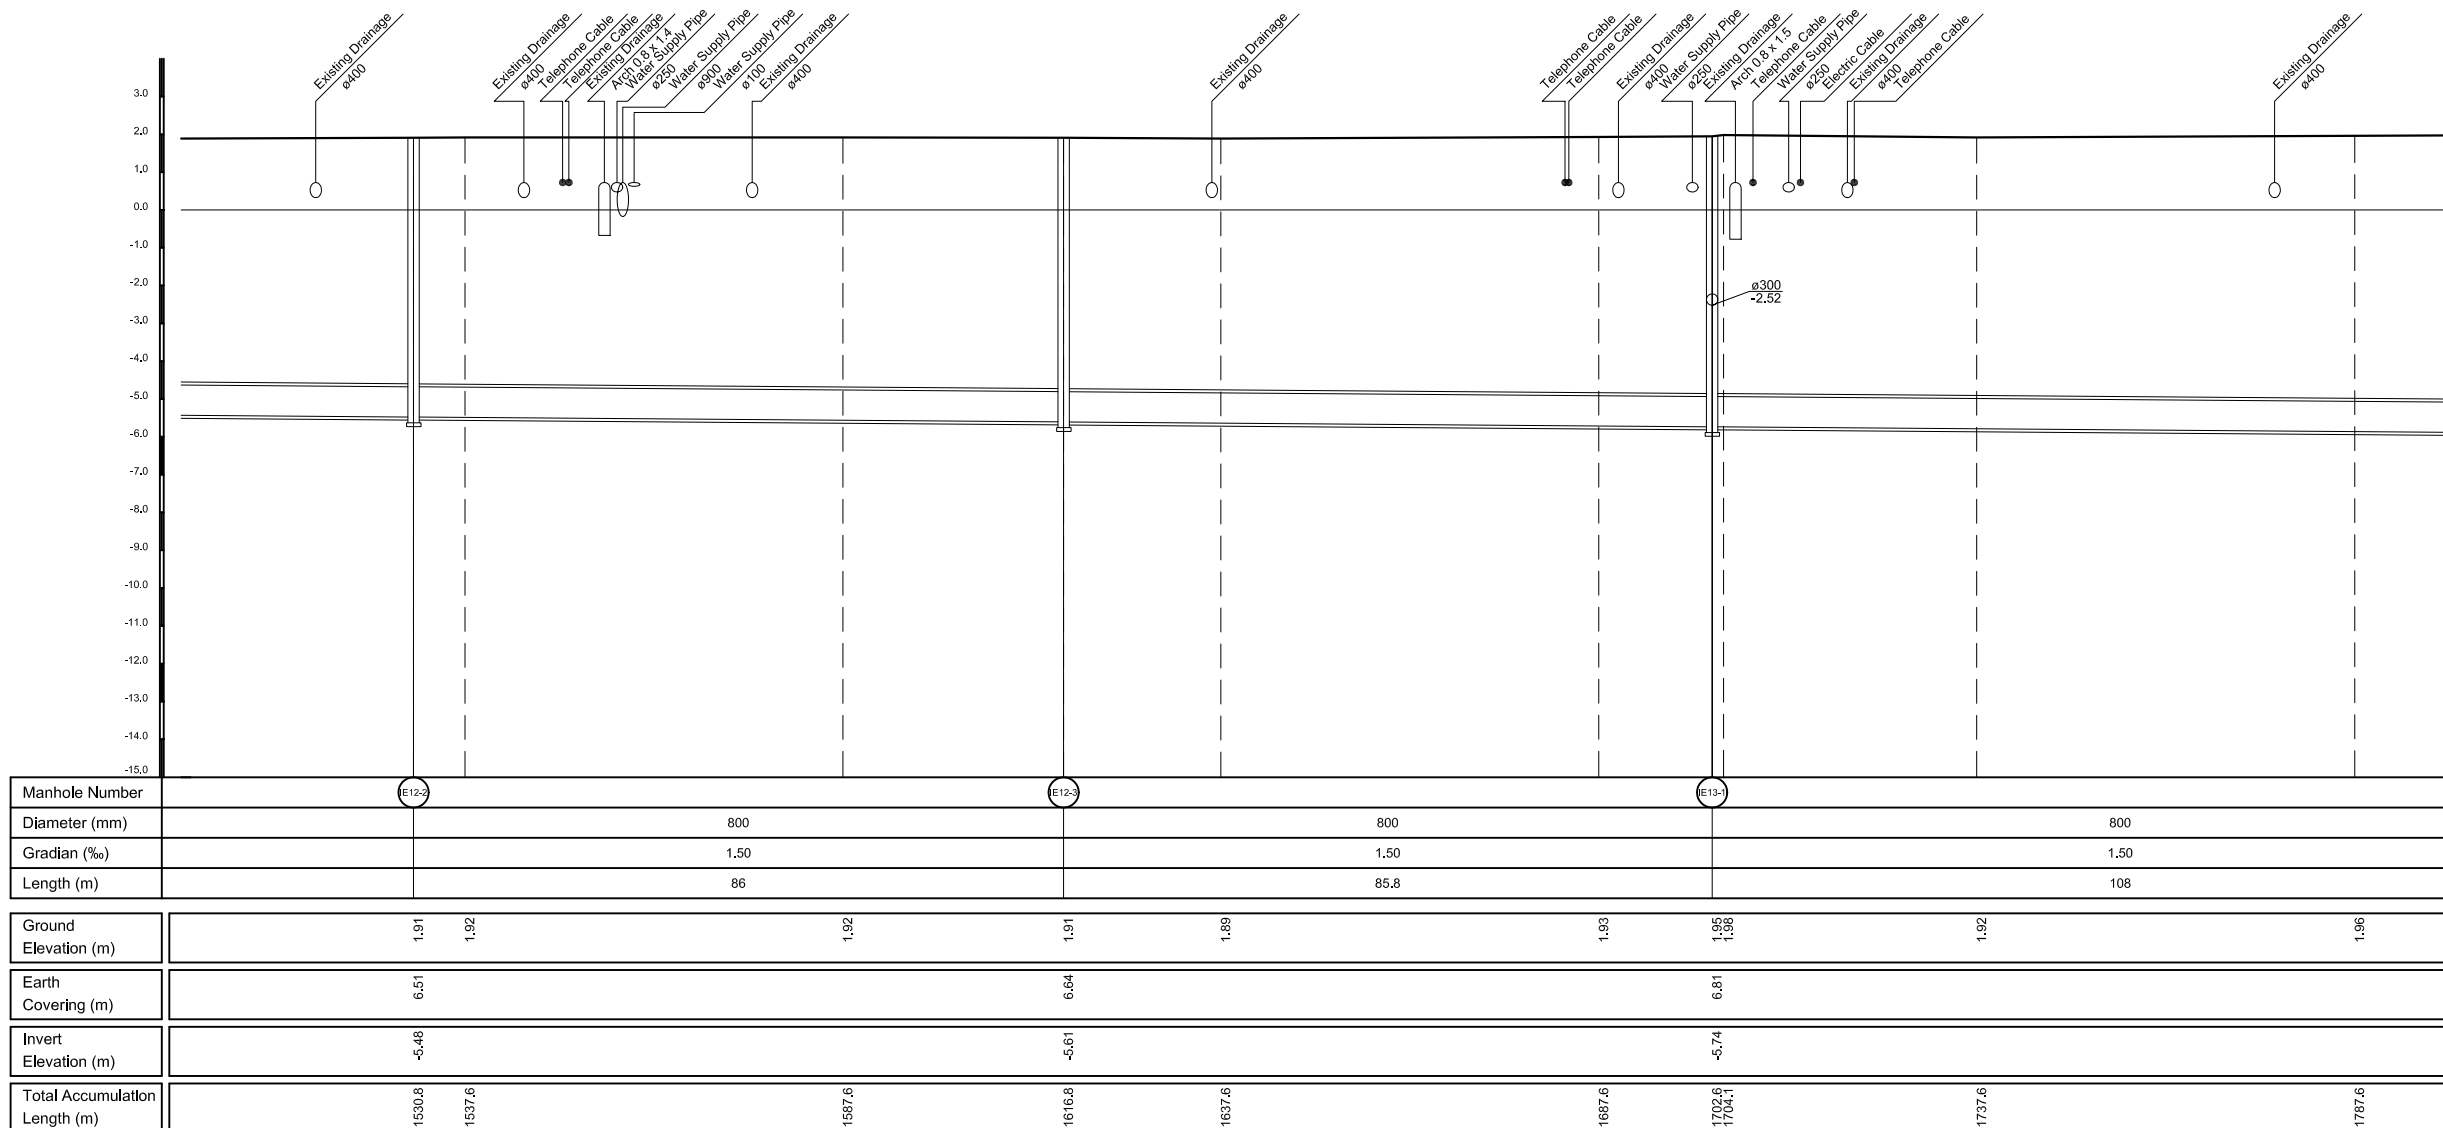 Existing Drainage
ø400
Existing Drainage
ø400
Telephone Cable
Telephone Cable
Existing Drainage
Arch 0.8 x 1.4
Water Supply Pipe
ø250
Water Supply Pipe
ø900
Water Supply Pipe
ø100
Existing Drainage
ø400
Existing Drainage
ø400
Telephone Cable
Telephone Cable
Existing Drainage
ø400
Water Supply Pipe
ø250
Existing Drainage
Arch 0.8 x 1.5
Telephone Cable
Water Supply Pipe
ø250
Electric Cable
Existing Drainage
ø400
Telephone Cable
Existing Drainage
ø400
3.0
2.0
1.0
0.0
-1.0
-2.0
-3.0
-4.0
-5.0
-6.0
-7.0
-8.0
-9.0
-10.0
-11.0
-12.0
-13.0
-14.0
-15.0
ø300
-2.52
Manhole Number IE12-2 IE12-3 IE13-1
Diameter (mm) 800 800 800
Gradian (‰) 1.50 1.50 1.50
Length (m) 86 85.8 108
Ground
Elevation (m)
1.91 1.92 1.92 1.91 1.89 1.93 1.95 1.98 1.92 1.96
Earth
Covering (m)
6.51 6.64 6.81
Invert
Elevation (m)
-5.48 -5.61 -5.74
Total Accumulation
Length (m)
1530.8 1537.6 1587.6 1616.8 1637.6 1687.6 1702.6 1704.1 1737.6 1787.6